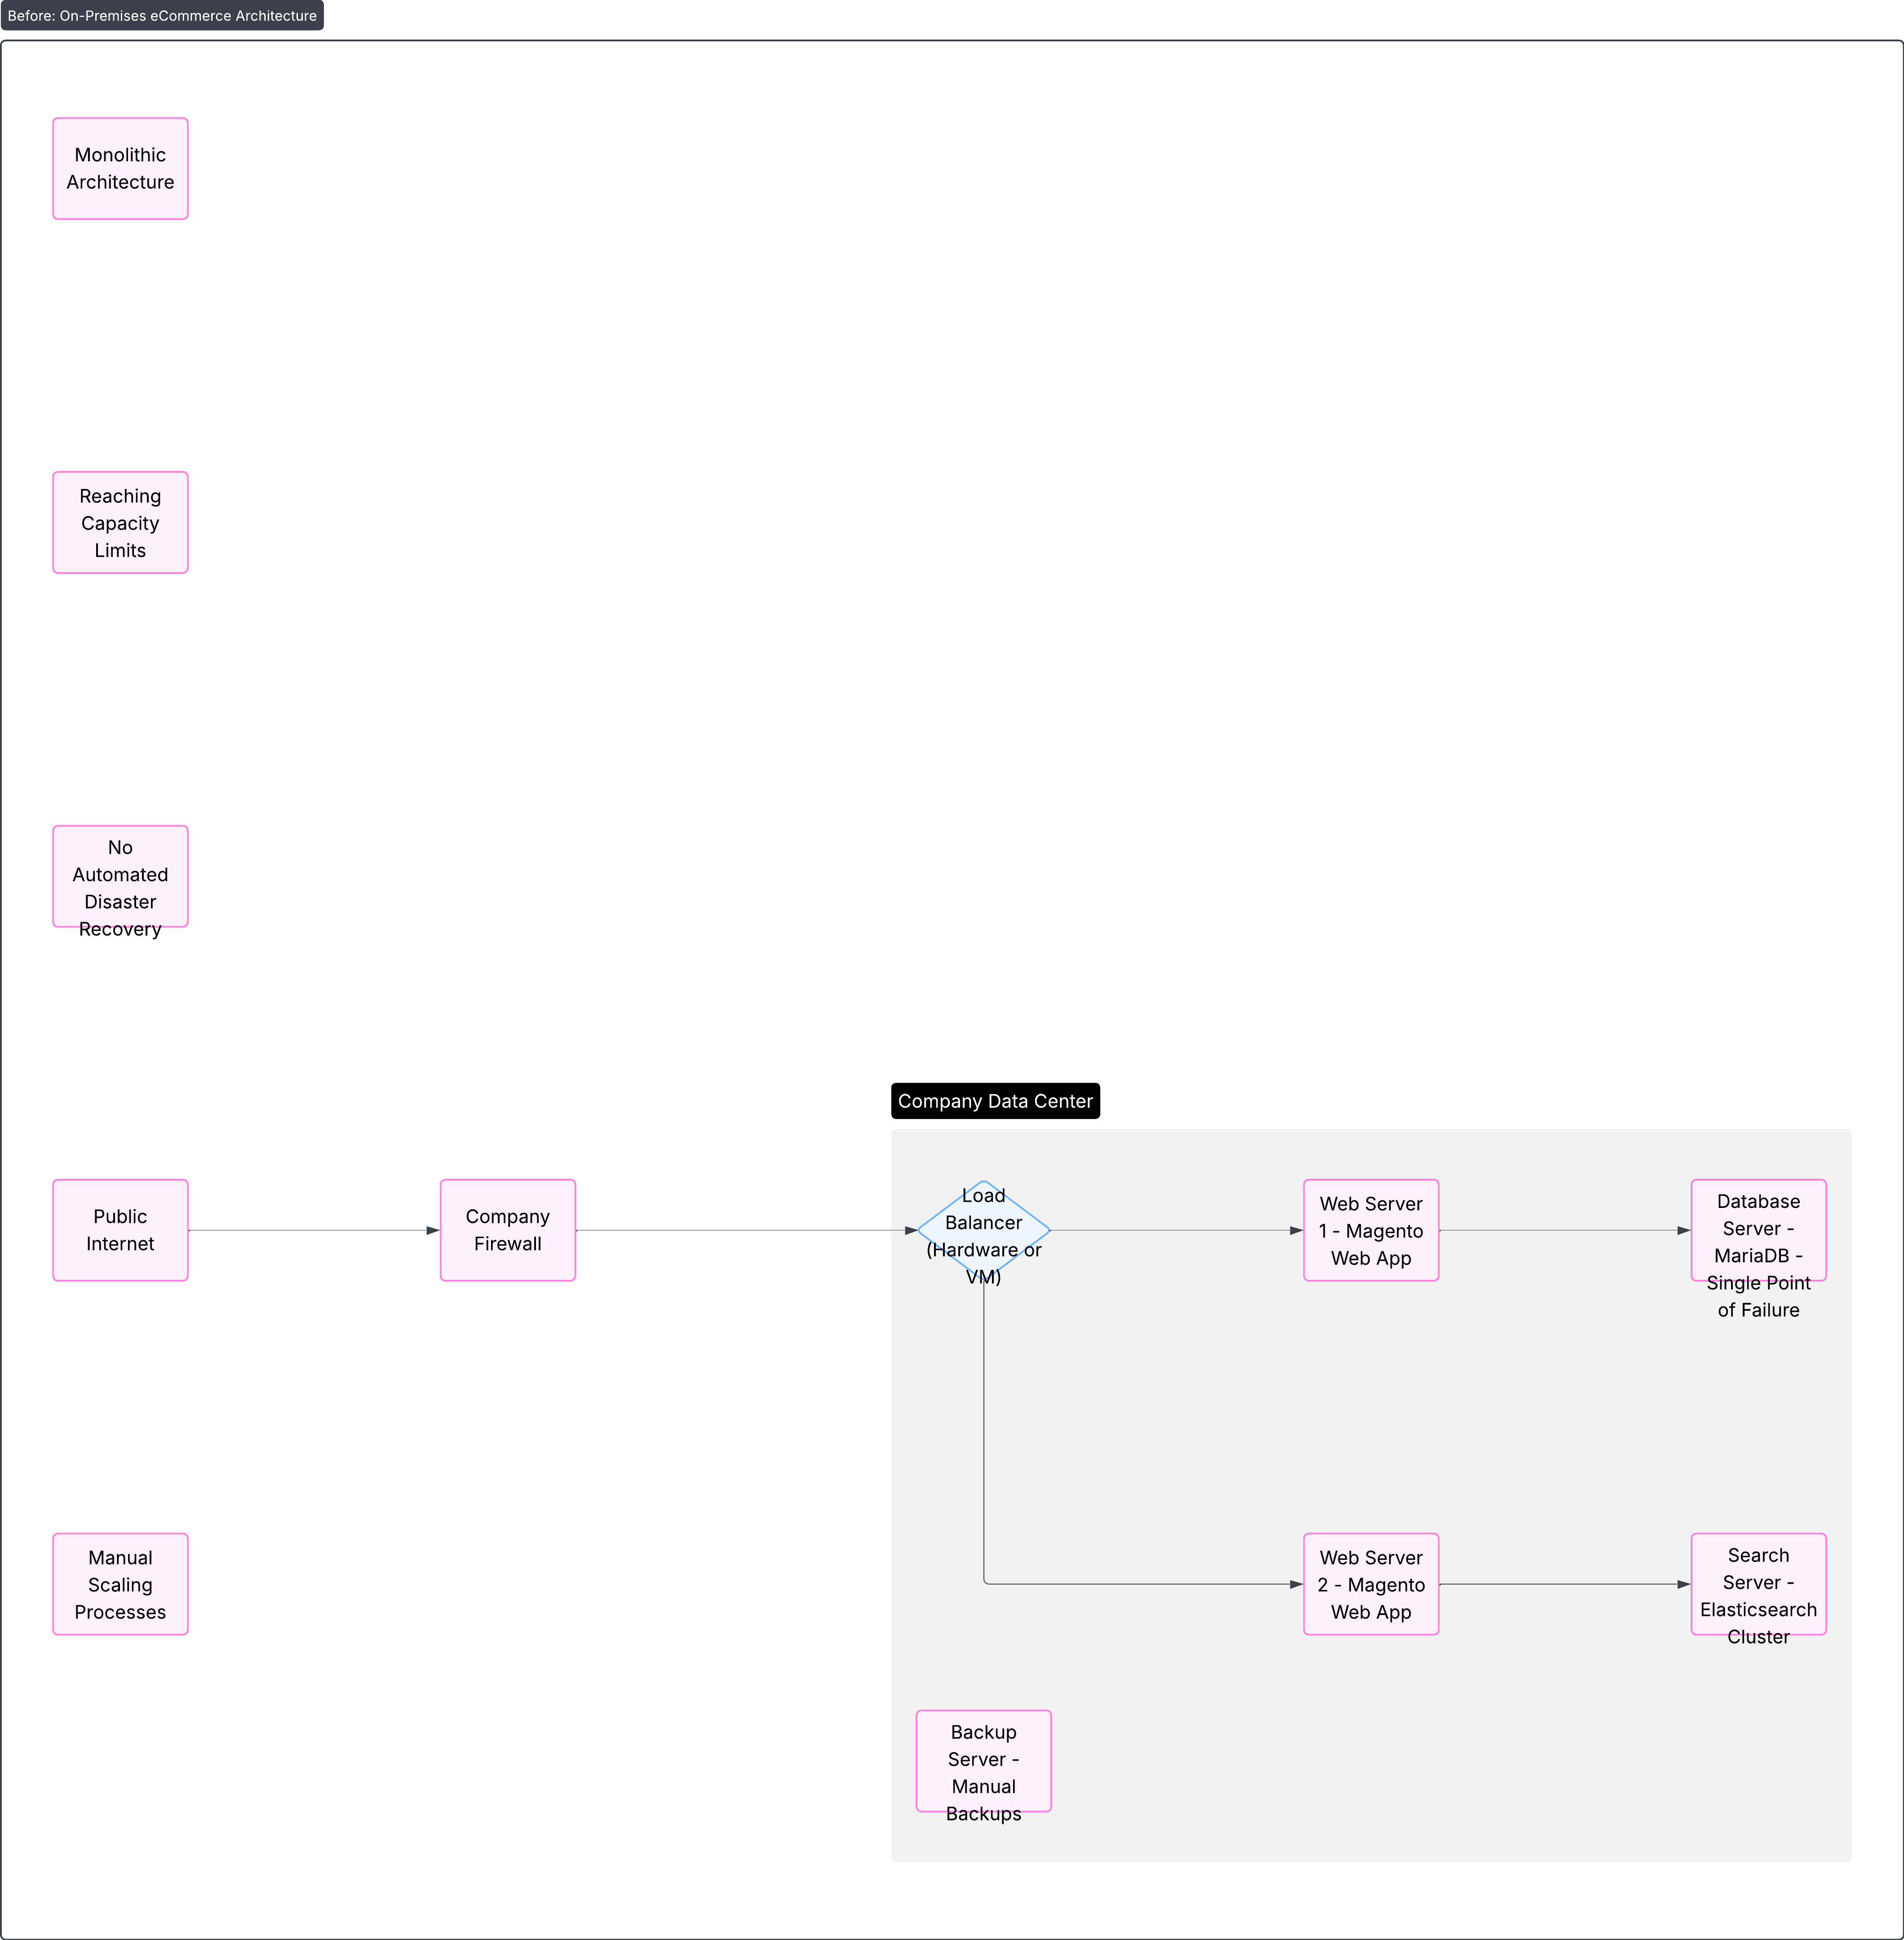 Before: On-Premises eCommerce Architecture
Monolithic
Architecture
Reaching
Capacity
Limits
No
Automated
Disaster
Recovery
Company Data Center
Public
Internet
Company
Firewall
Load
Balancer
(Hardware or
VM)
Web Server
1 - Magento
Web App
Database
Server -
MariaDB -
Single Point
of Failure
Manual
Scaling
Processes
Web Server
2 - Magento
Web App
Search
Server -
Elasticsearch
Cluster
Backup
Server -
Manual
Backups